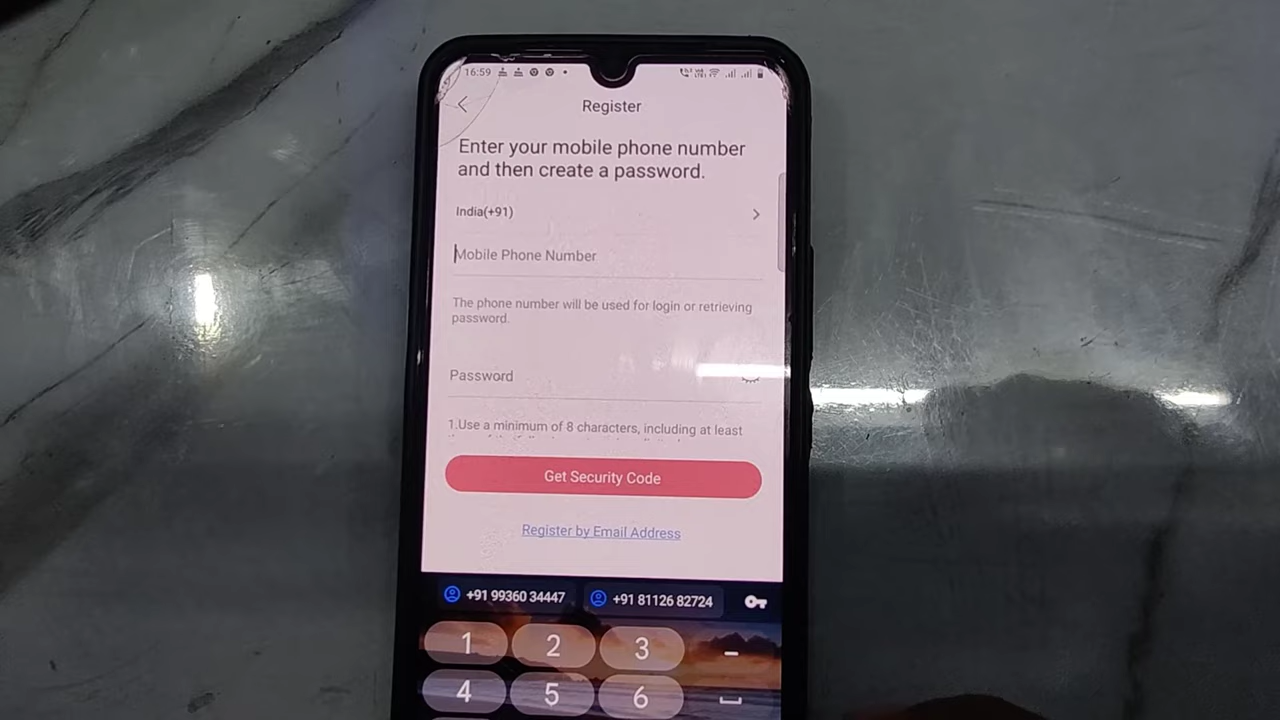 16:59
Register
Enter your mobile phone number
and then create a password.
India(+91)
Mobile Phone Number
The phone number will be used for login or retrieving
password.
Password
1.Use a minimum of 8 characters, including at least
Get Security Code
Register by Email Address
+91 99360 34447 +91 81126 82724
1 2 3 -
4 5 6